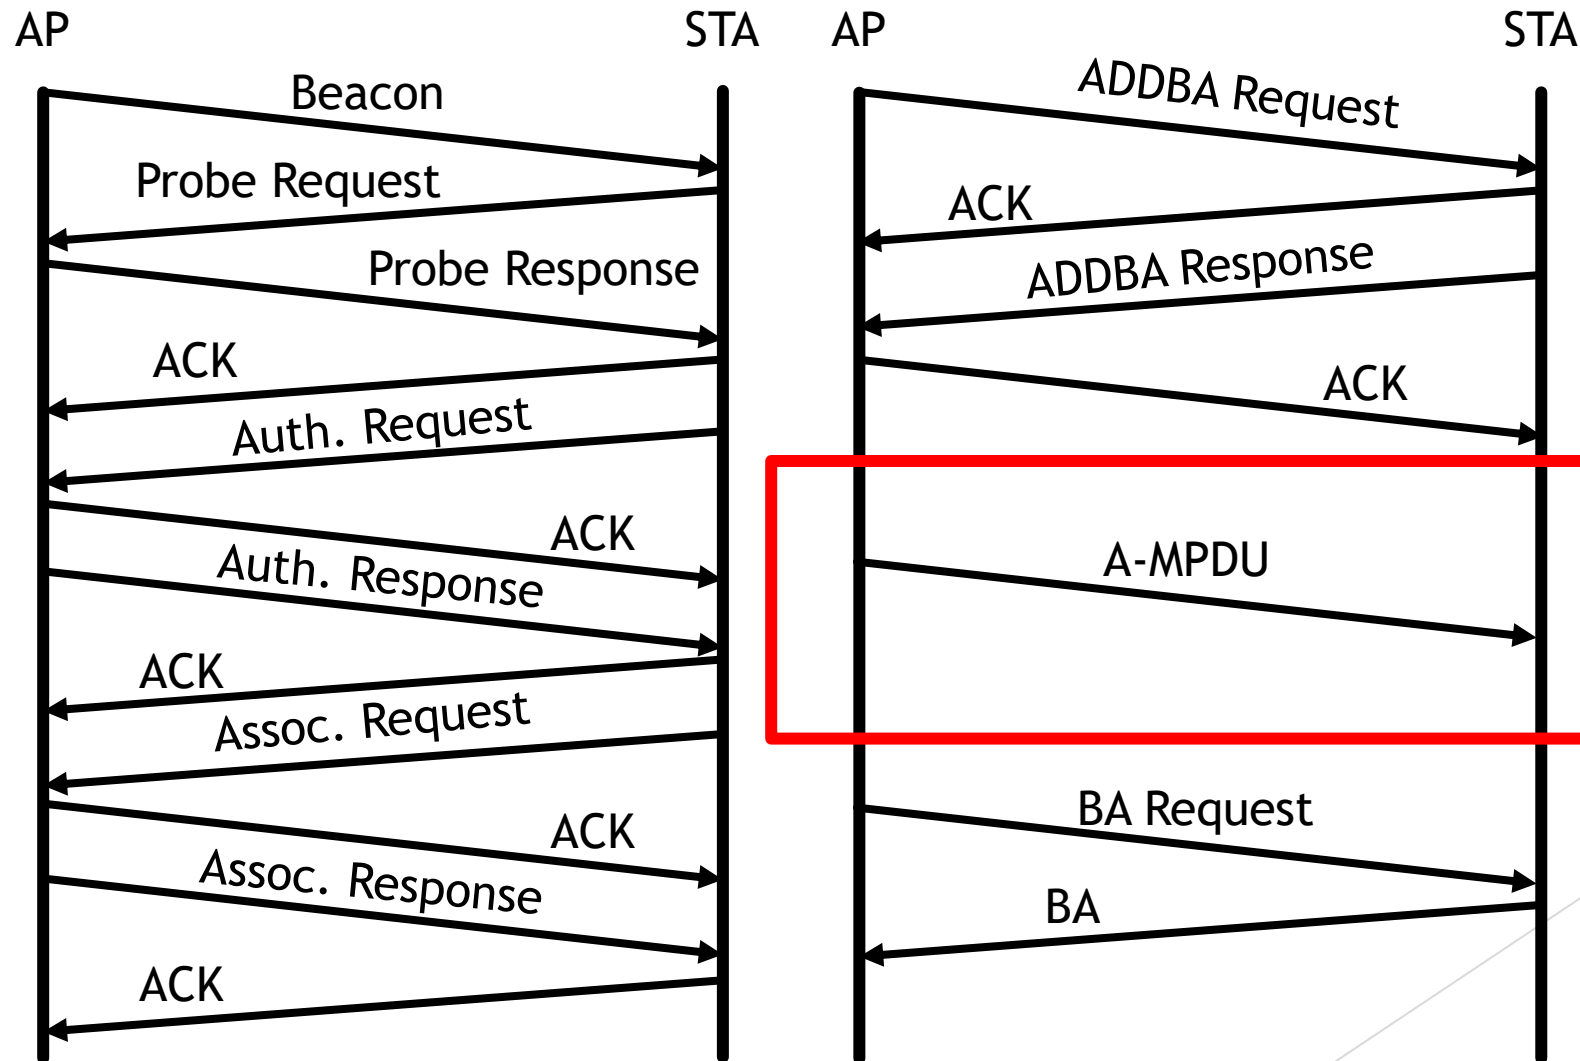 AP
STA
Beacon
Probe Request
Probe Response
ACK
Auth. Request
ACK
Auth. Response
ACK
Assoc. Request
ACK
Assoc. Response
ACK
AP
STA
ADDBA Request
ACK
ADDBA Response
ACK
A-MPDU
BA Request
BA